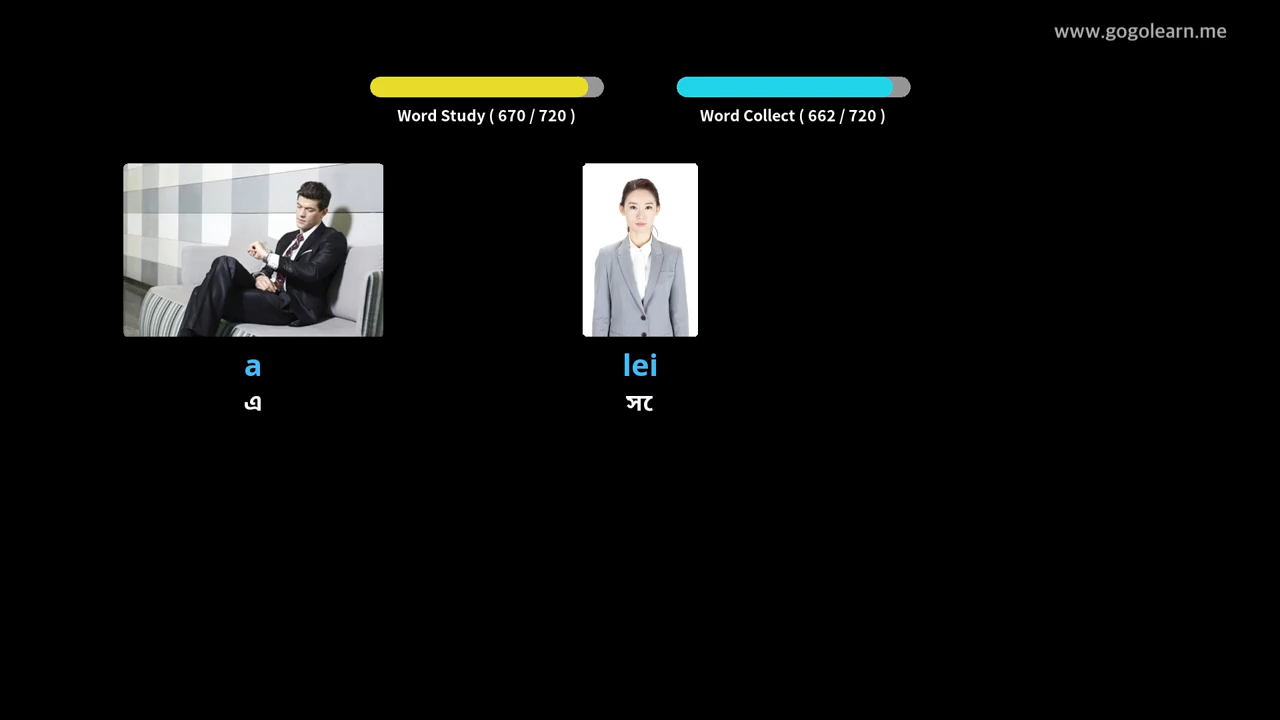 www.gogolearn.me
Word Study ( 670 / 720 )
Word Collect ( 662 / 720 )
a
lei
এ
সে